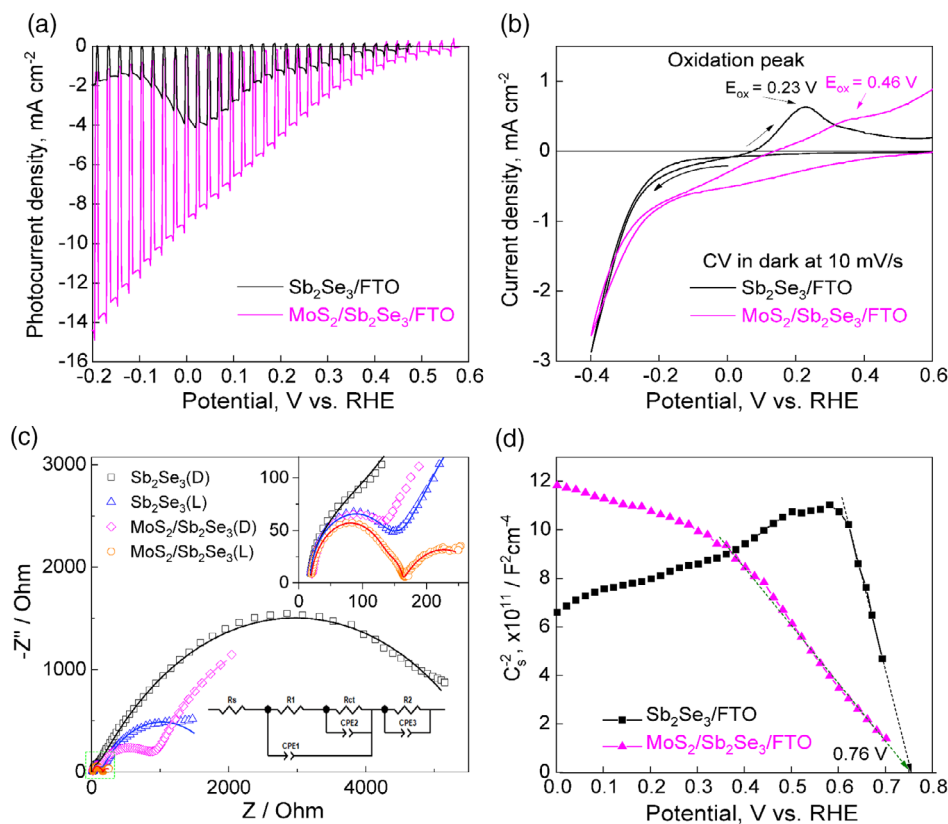 (a)
0
-2
-4
-6
-8
-10
-12
-14
-16
-0.2 -0.1 0.0 0.1 0.2 0.3 0.4 0.5 0.6
Photocurrent density, mA cm⁻²
Potential, V vs. RHE
Sb₂Se₃/FTO
MoS₂/Sb₂Se₃/FTO
(b)
2
1
0
-1
-2
-3
-0.4 -0.2 0.0 0.2 0.4 0.6
Current density, mA cm⁻²
Potential, V vs. RHE
Oxidation peak
Eₒₓ = 0.23 V
Eₒₓ = 0.46 V
CV in dark at 10 mV/s
Sb₂Se₃/FTO
MoS₂/Sb₂Se₃/FTO
(c)
3000
1500
0
0 2000 4000
-Z" / Ohm
Z / Ohm
Sb₂Se₃(D)
Sb₂Se₃(L)
MoS₂/Sb₂Se₃(D)
MoS₂/Sb₂Se₃(L)
100
50
0
0 100 200
Rs R1 Rct R2
CPE2 CPE3
CPE1
(d)
14
12
10
8
6
4
2
0
0.0 0.1 0.2 0.3 0.4 0.5 0.6 0.7 0.8
Cₛ⁻², x10¹¹ / F²cm⁻⁴
Potential, V vs. RHE
Sb₂Se₃/FTO
MoS₂/Sb₂Se₃/FTO
0.76 V